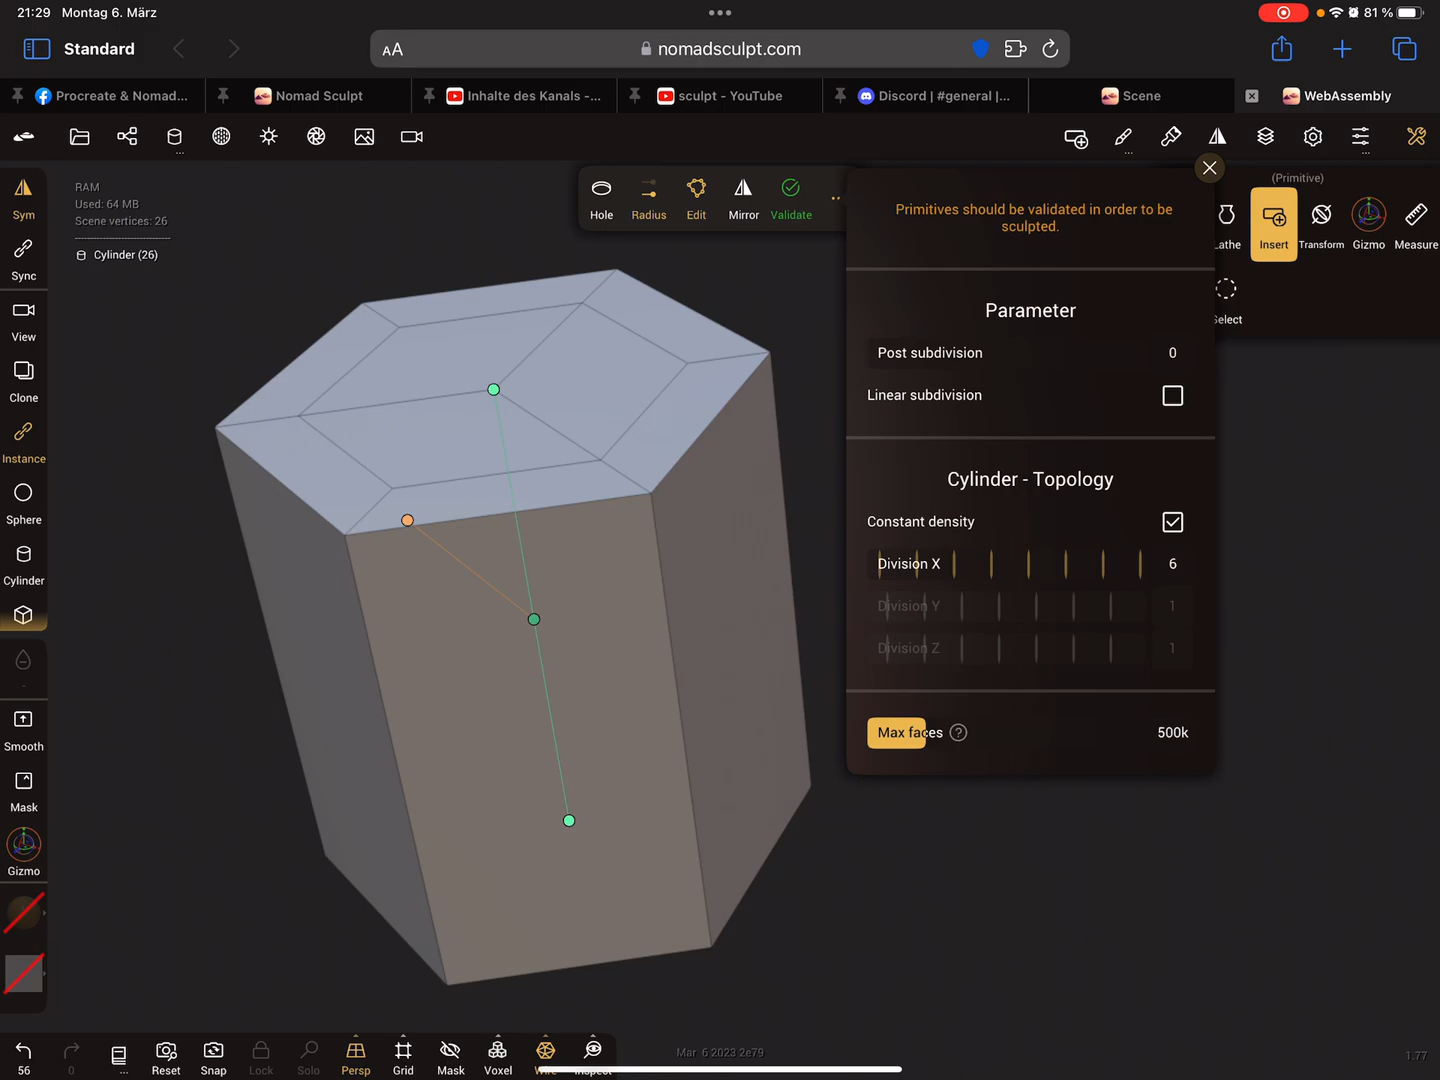 21:29 Montag 6. März
81 %
Standard
AA
nomadsculpt.com
Procreate & Nomad...
Nomad Sculpt
Inhalte des Kanals -...
sculpt - YouTube
Discord | #general |...
Scene
WebAssembly
RAM
Used: 64 MB
Scene vertices: 26
Cylinder (26)
Hole
Radius
Edit
Mirror
Validate
Primitives should be validated in order to be
sculpted.
Parameter
Post subdivision 0
Linear subdivision
Cylinder - Topology
Constant density
Division X 6
Division Y 1
Division Z 1
Max faces ? 500k
(Primitive)
Lathe
Insert
Transform
Gizmo
Measure
Select
Sym
Sync
View
Clone
Instance
Sphere
Cylinder
Smooth
Mask
Gizmo
56
0
Reset
Snap
Lock
Solo
Persp
Grid
Mask
Voxel
Wire
Inspect
Mar 6 2023 2e79
1.77